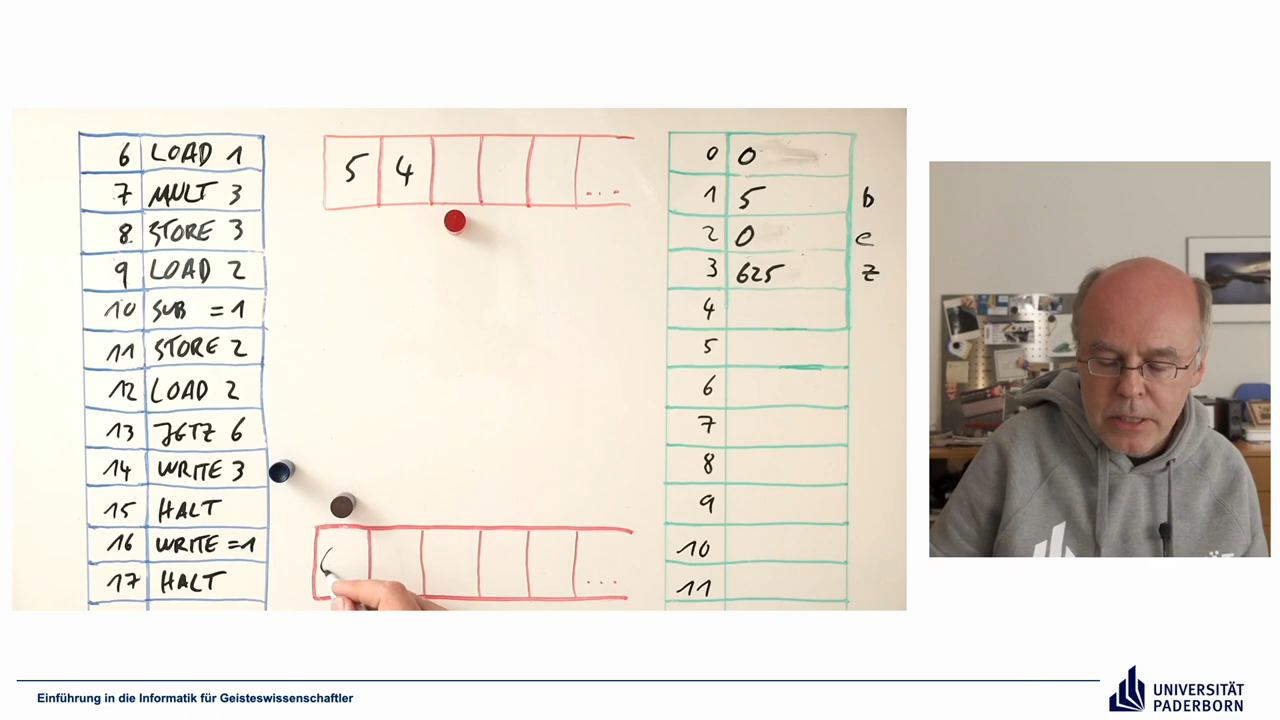 6 LOAD 1
7 MULT 3
8. STORE 3
9 LOAD 2
10 SUB =1
11 STORE 2
12 LOAD 2
13 JGTZ 6
14 WRITE 3
15 HALT
16 WRITE =1
17 HALT
5 4 ...
...
0 0
1 5 b
2 0 e
3 625 z
4
5
6
7
8
9
10
11
Einführung in die Informatik für Geisteswissenschaftler
UNIVERSITÄT
PADERBORN